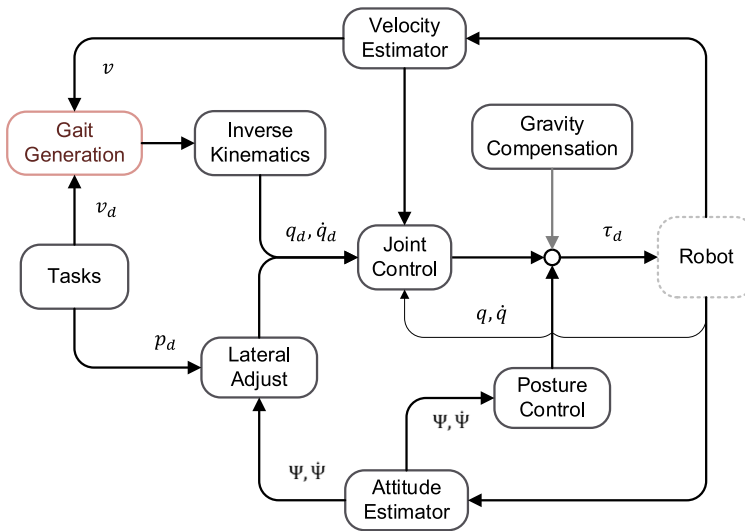 Velocity
Estimator
v
Gait
Generation
Inverse
Kinematics
Gravity
Compensation
v_d
q_d, q̇_d
Joint
Control
τ_d
Robot
Tasks
q, q̇
p_d
Lateral
Adjust
Posture
Control
Ψ, Ψ̇
Ψ, Ψ̇
Attitude
Estimator